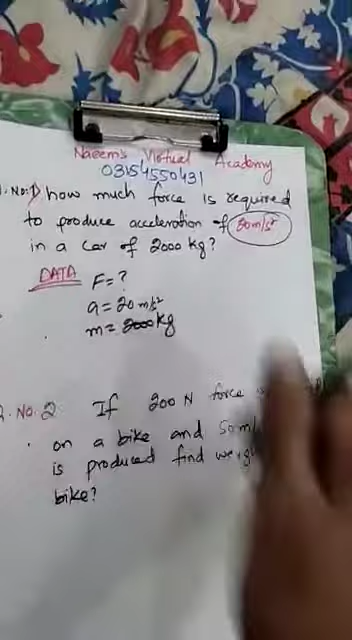 Naeem's Virtual Academy
03154550431
. No:1) how much force is required
to produce acceleration of 20m/s²
in a car of 2000 kg?
DATA
F = ?
a = 20 m/s²
m = 2000 kg
Q. No. 2 If 200 N force
on a bike and 50m/
is produced find
bike?